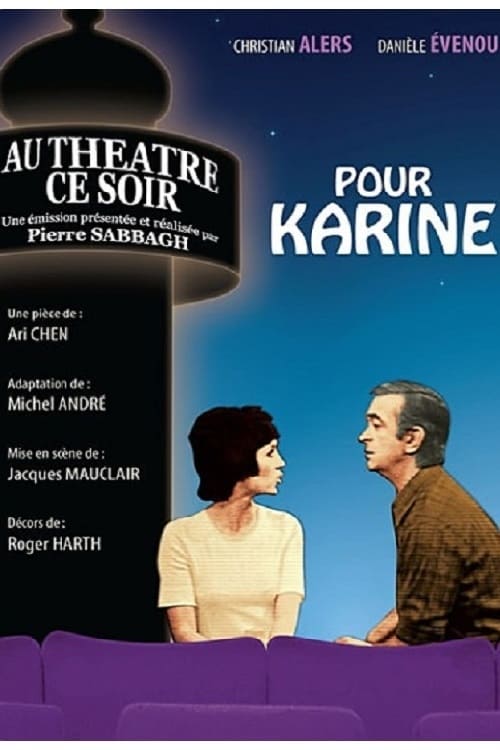 CHRISTIAN ALERS DANIÈLE ÉVENOU
AU THEATRE
CE SOIR
Une émission présentée et réalisée par
Pierre SABBAGH
POUR
KARINE
Une pièce de :
Ari CHEN
Adaptation de :
Michel ANDRÉ
Mise en scène de :
Jacques MAUCLAIR
Décors de :
Roger HARTH